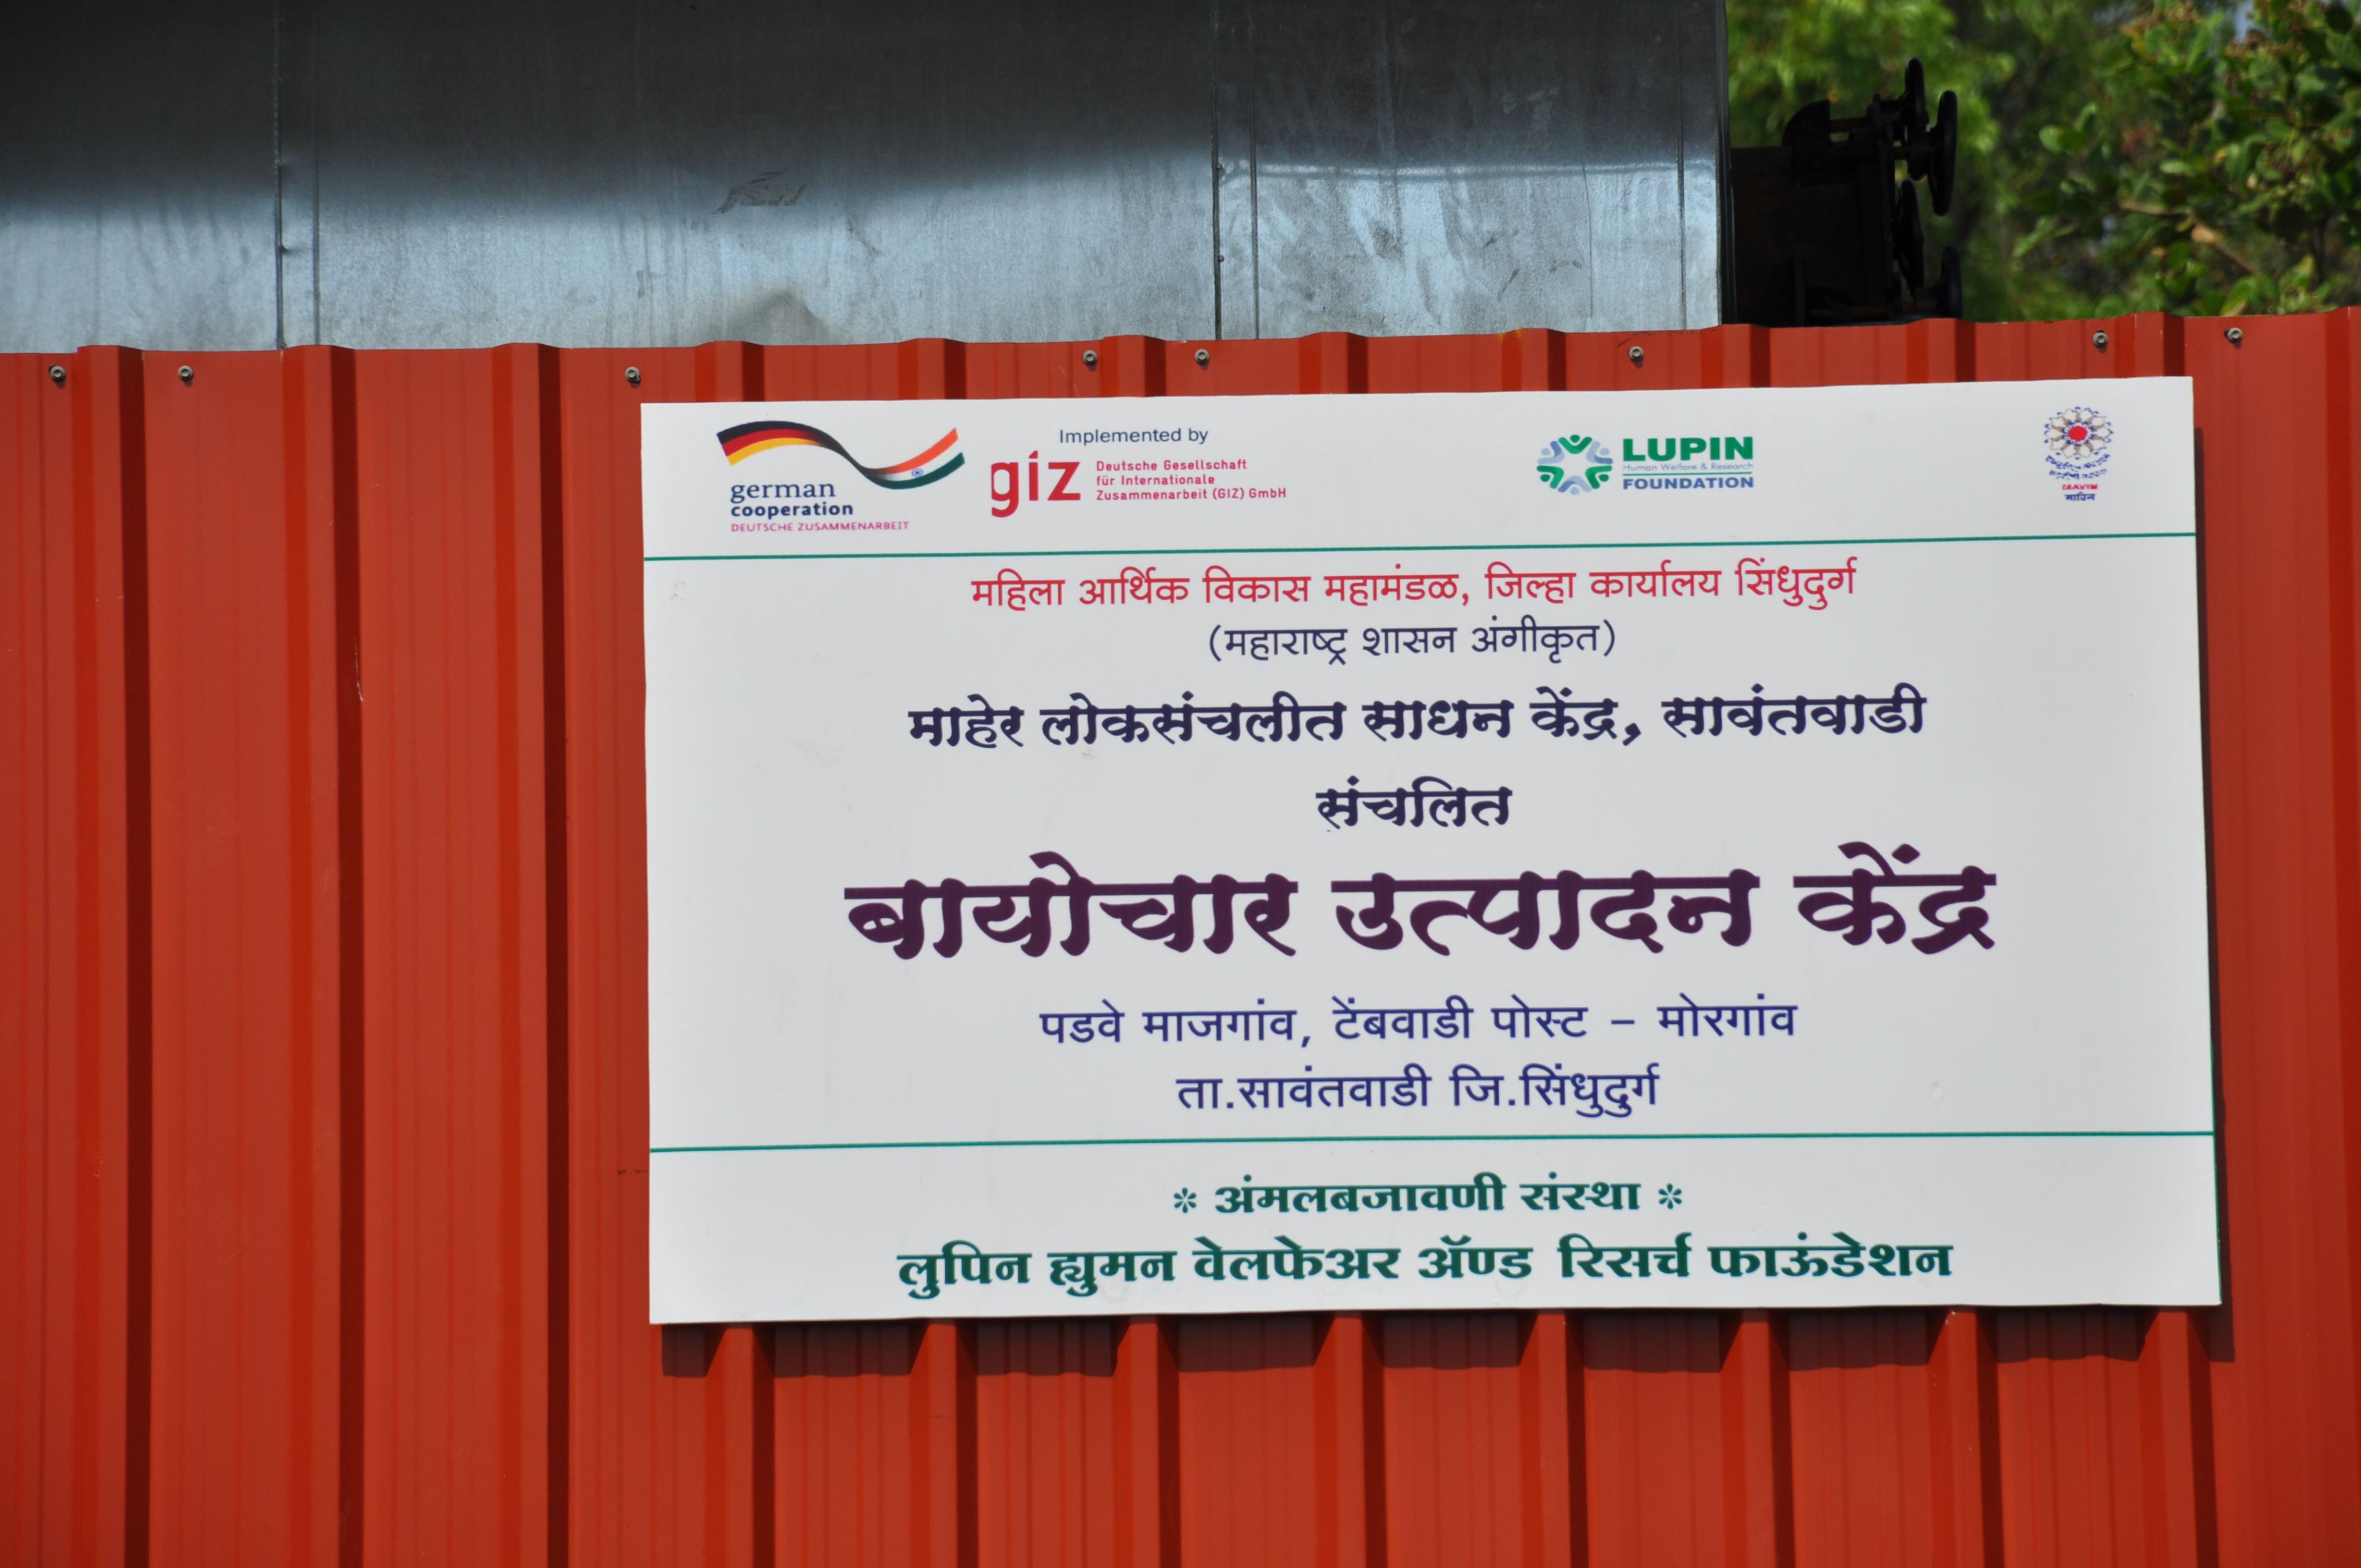 german
cooperation
DEUTSCHE ZUSAMMENARBEIT
Implemented by
giz
Deutsche Gesellschaft
für Internationale
Zusammenarbeit (GIZ) GmbH
LUPIN
Human Welfare & Research
FOUNDATION
माविम
महिला आर्थिक विकास महामंडळ, जिल्हा कार्यालय सिंधुदुर्ग
(महाराष्ट्र शासन अंगीकृत)
माहेर लोकसंचलीत साधन केंद्र, सावंतवाडी
संचलित
बायोचार उत्पादन केंद्र
पडवे माजगांव, टेंबवाडी पोस्ट – मोरगांव
ता.सावंतवाडी जि.सिंधुदुर्ग
* अंमलबजावणी संस्था *
लुपिन ह्युमन वेलफेअर ॲण्ड रिसर्च फाऊंडेशन